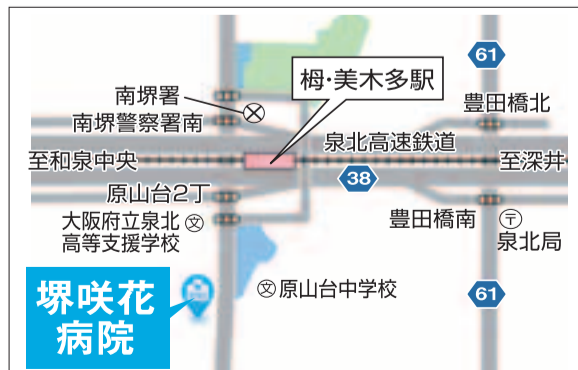 61
栂・美木多駅
南堺署
豊田橋北
南堺警察署南
泉北高速鉄道
至和泉中央
至深井
38
原山台2丁
豊田橋南
〒
泉北局
大阪府立泉北
高等支援学校
文
文
原山台中学校
61
堺咲花
病院